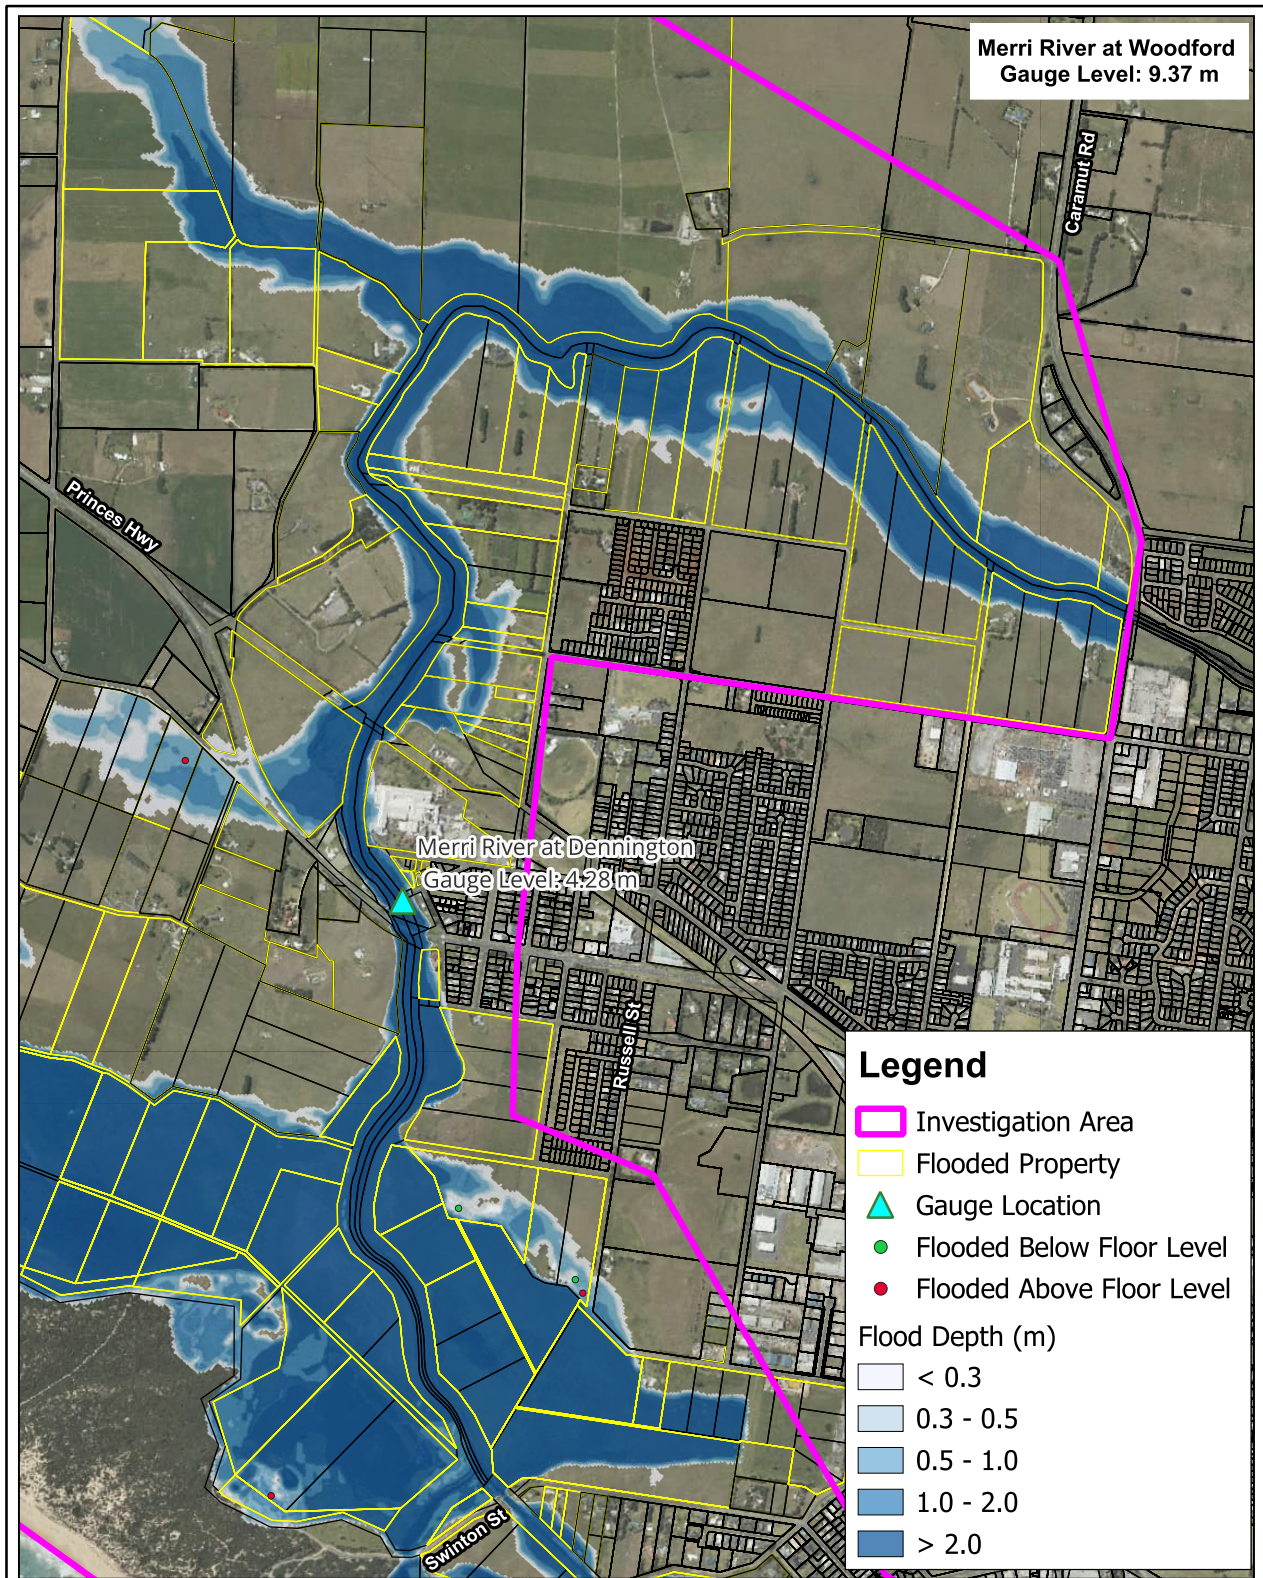 Merri River at Woodford
Gauge Level: 9.37 m
Caramut Rd
Princes Hwy
Merri River at Dennington
Gauge Level: 4.28 m
Russell St
Swinton St
Legend
Investigation Area
Flooded Property
Gauge Location
Flooded Below Floor Level
Flooded Above Floor Level
Flood Depth (m)
< 0.3
0.3 - 0.5
0.5 - 1.0
1.0 - 2.0
> 2.0